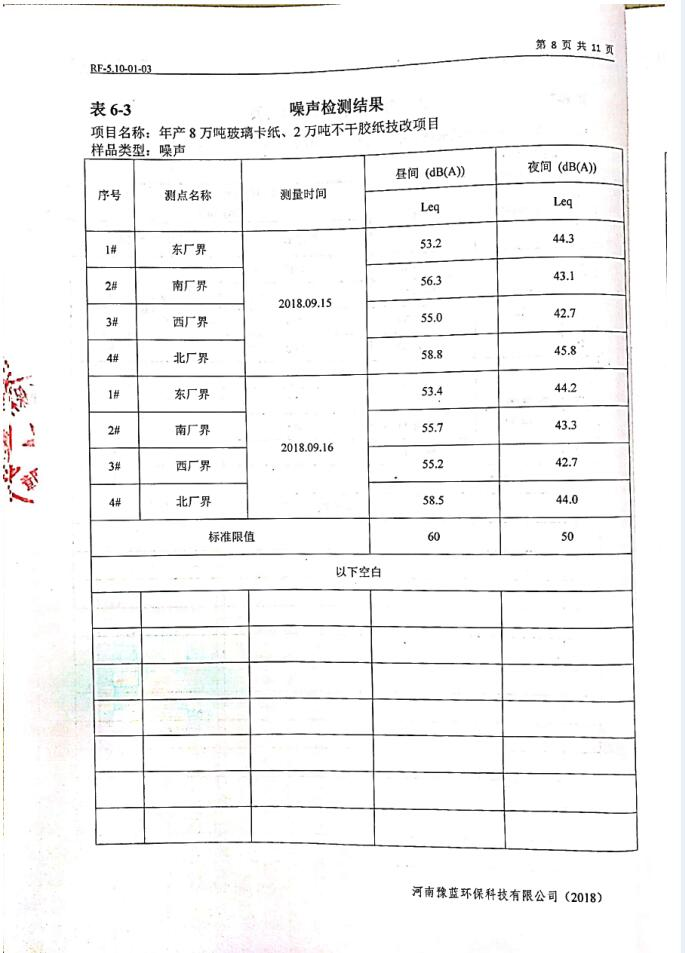 第 8 页 共 11 页
RF-5.10-01-03
表 6-3 噪声检测结果
项目名称：年产 8 万吨玻璃卡纸、2 万吨不干胶纸技改项目
样品类型：噪声
序号 测点名称 测量时间 昼间 (dB(A)) 夜间 (dB(A))
Leq Leq
1# 东厂界 2018.09.15 53.2 44.3
2# 南厂界 56.3 43.1
3# 西厂界 55.0 42.7
4# 北厂界 58.8 45.8
1# 东厂界 2018.09.16 53.4 44.2
2# 南厂界 55.7 43.3
3# 西厂界 55.2 42.7
4# 北厂界 58.5 44.0
标准限值 60 50
以下空白
河南豫蓝环保科技有限公司（2018）